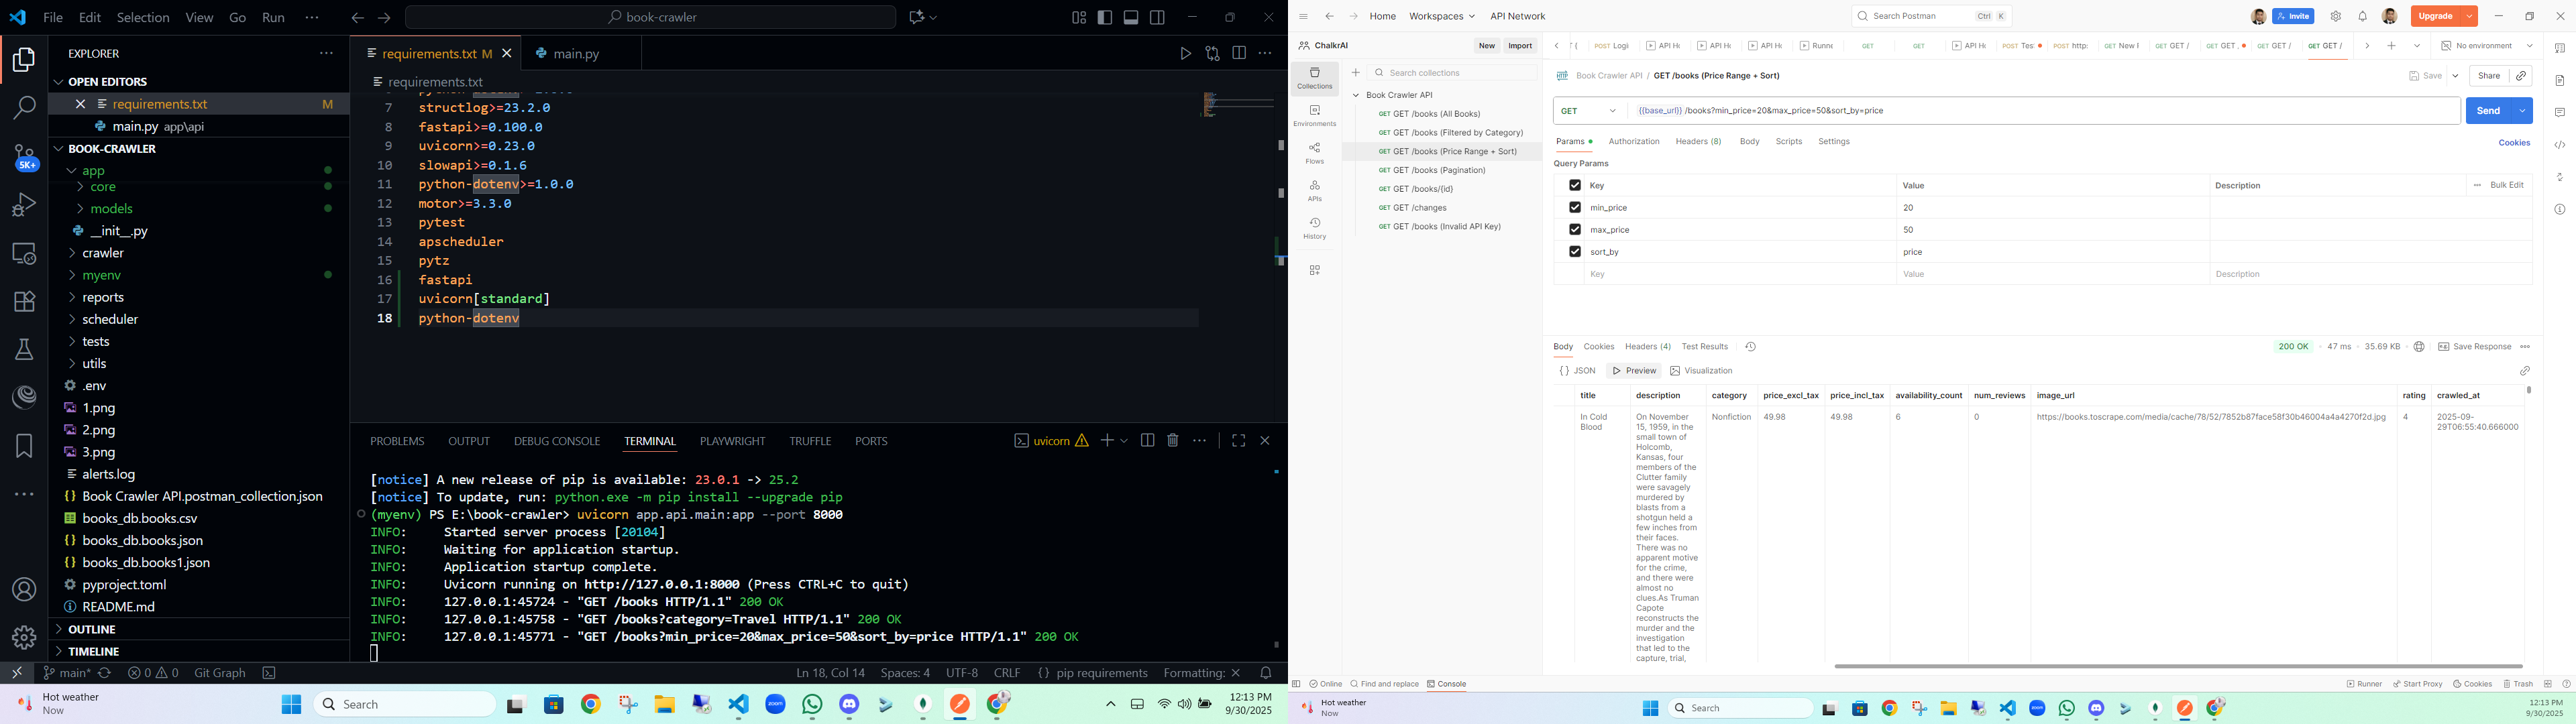 File Edit Selection View Go Run ···
book-crawler
EXPLORER
OPEN EDITORS
requirements.txt M
main.py app\api
BOOK-CRAWLER
app
core
models
__init__.py
crawler
myenv
reports
scheduler
tests
utils
.env
1.png
2.png
3.png
alerts.log
Book Crawler API.postman_collection.json
books_db.books.csv
books_db.books.json
books_db.books1.json
pyproject.toml
README.md
OUTLINE
TIMELINE
5K+
requirements.txt M
main.py
requirements.txt
7 structlog>=23.2.0
8 fastapi>=0.100.0
9 uvicorn>=0.23.0
10 slowapi>=0.1.6
11 python-dotenv>=1.0.0
12 motor>=3.3.0
13 pytest
14 apscheduler
15 pytz
16 fastapi
17 uvicorn[standard]
18 python-dotenv
PROBLEMS OUTPUT DEBUG CONSOLE TERMINAL PLAYWRIGHT TRUFFLE PORTS
uvicorn
[notice] A new release of pip is available: 23.0.1 -> 25.2
[notice] To update, run: python.exe -m pip install --upgrade pip
(myenv) PS E:\book-crawler> uvicorn app.api.main:app --port 8000
INFO: Started server process [20104]
INFO: Waiting for application startup.
INFO: Application startup complete.
INFO: Uvicorn running on http://127.0.0.1:8000 (Press CTRL+C to quit)
INFO: 127.0.0.1:45724 - "GET /books HTTP/1.1" 200 OK
INFO: 127.0.0.1:45758 - "GET /books?category=Travel HTTP/1.1" 200 OK
INFO: 127.0.0.1:45771 - "GET /books?min_price=20&max_price=50&sort_by=price HTTP/1.1" 200 OK
main* 0 0 Git Graph
Ln 18, Col 14 Spaces: 4 UTF-8 CRLF {} pip requirements Formatting: ×
Hot weather
Now
Search
12:13 PM
9/30/2025
Home Workspaces API Network
Search Postman Ctrl K
Invite
Upgrade
ChalkrAI
New Import
POST Logi
API H
API H
API H
Runne
GET
GET
API H
POST Tes
POST http:
GET New I
GET GET /
GET GET
GET GET /
GET GET /
No environment
Collections
Environments
Flows
APIs
History
Search collections
Book Crawler API
GET GET /books (All Books)
GET GET /books (Filtered by Category)
GET GET /books (Price Range + Sort)
GET GET /books (Pagination)
GET GET /books/{id}
GET GET /changes
GET GET /books (Invalid API Key)
Book Crawler API / GET /books (Price Range + Sort)
Save
Share
GET
{{base_url}} /books?min_price=20&max_price=50&sort_by=price
Send
Params Authorization Headers (8) Body Scripts Settings
Cookies
Query Params
Key Value Description
Bulk Edit
min_price 20
max_price 50
sort_by price
Key Value Description
Body Cookies Headers (4) Test Results
200 OK 47 ms 35.69 KB
Save Response
{} JSON Preview Visualization
title description category price_excl_tax price_incl_tax availability_count num_reviews image_url rating crawled_at
In Cold Blood
On November
15, 1959, in the
small town of
Holcomb,
Kansas, four
members of the
Clutter family
were savagely
murdered by
blasts from a
shotgun held a
few inches from
their faces.
There was no
apparent motive
for the crime,
and there were
almost no
clues.As Truman
Capote
reconstructs the
murder and the
investigation
that led to the
capture, trial,
Nonfiction 49.98 49.98 6 0 https://books.toscrape.com/media/cache/78/52/7852b87face58f30b46004a4a4270f2d.jpg 4 2025-09-29T06:55:40.666000
Online Find and replace Console
Runner Start Proxy Cookies Trash
Hot weather
Now
Search
12:13 PM
9/30/2025